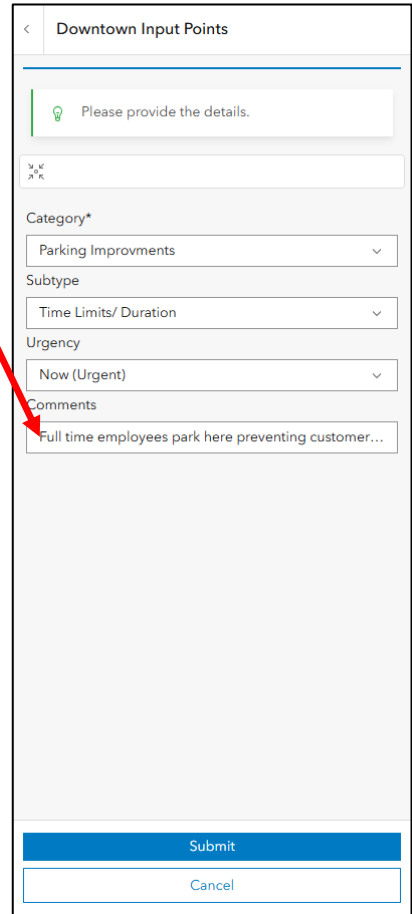 Downtown Input Points
Please provide the details.
Category*
Parking Improvments
Subtype
Time Limits/ Duration
Urgency
Now (Urgent)
Comments
Full time employees park here preventing customer...
Submit
Cancel